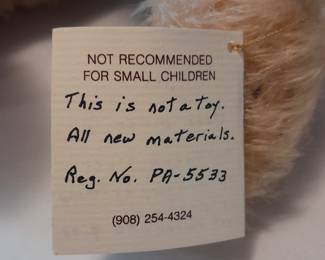 NOT RECOMMENDED
FOR SMALL CHILDREN
This is not a toy.
All new materials.
Reg. No. PA-5533
(908) 254-4324